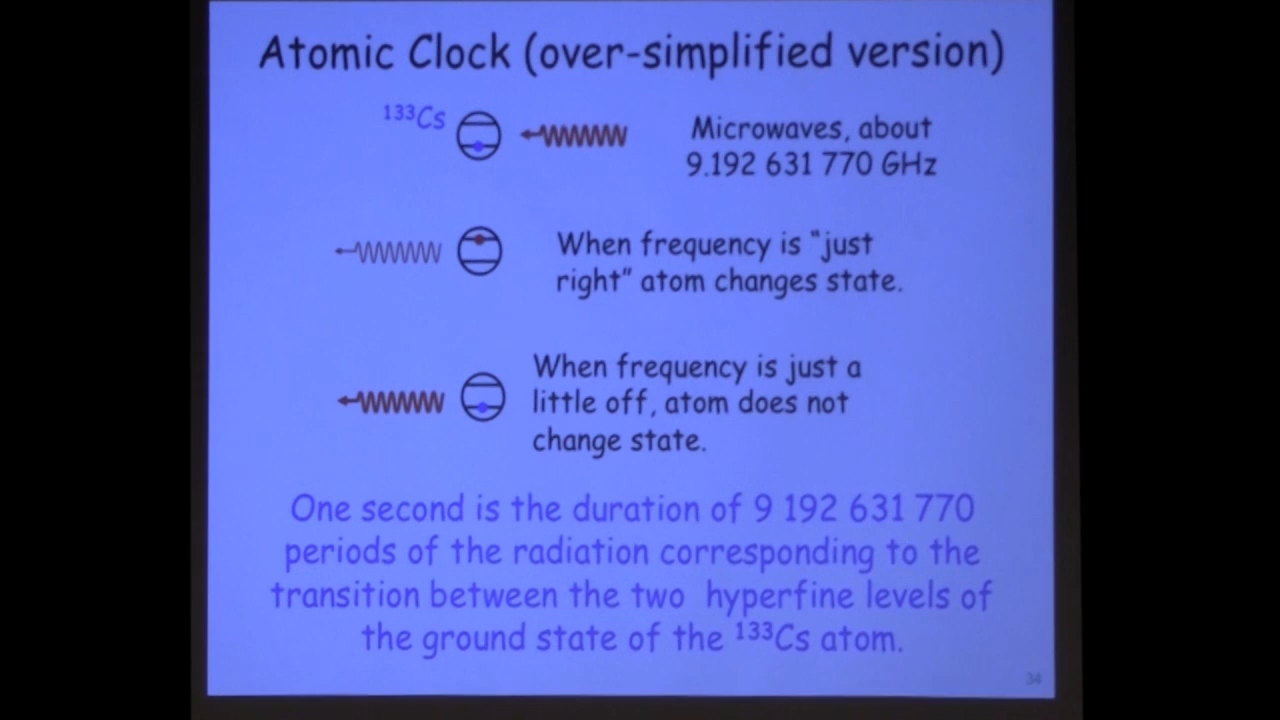 Atomic Clock (over-simplified version)
¹³³Cs
Microwaves, about
9.192 631 770 GHz
When frequency is “just
right” atom changes state.
When frequency is just a
little off, atom does not
change state.
One second is the duration of 9 192 631 770
periods of the radiation corresponding to the
transition between the two hyperfine levels of
the ground state of the ¹³³Cs atom.
34